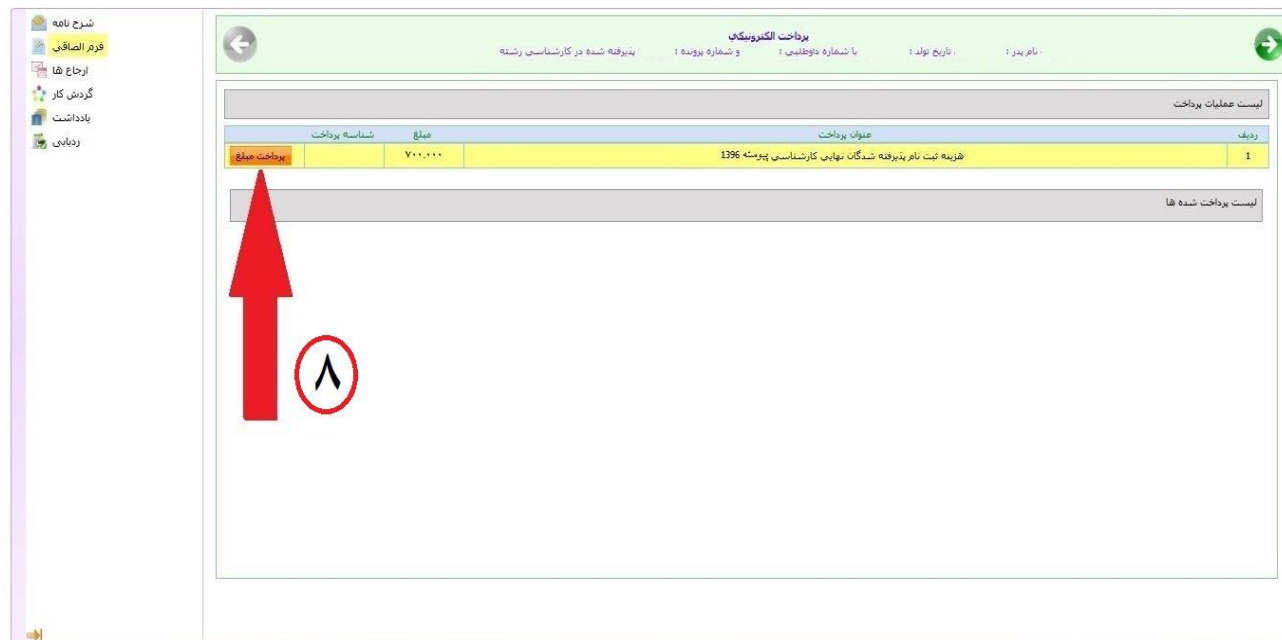 شرح نامه
فرم الصاقی
ارجاع ها
گردش کار
یادداشت
ردیابی
پرداخت الکترونیکی
نام پدر : تاریخ تولد : با شماره داوطلبی : و شماره پرونده : پذیرفته شده در کارشناسی رشته
لیست عملیات پرداخت
ردیف عنوان پرداخت مبلغ شناسه پرداخت
1 هزینه ثبت نام پذیرفته شدگان نهایی کارشناسی پیوسته 1396 ۷۰۰،۰۰۰ پرداخت مبلغ
لیست پرداخت شده ها
۸